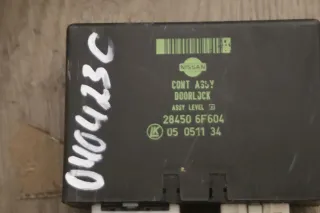 NISSAN
CONT ASSY
DOORLOCK
ASSY LEVEL
28450 6F604
05 0511 34
040423C